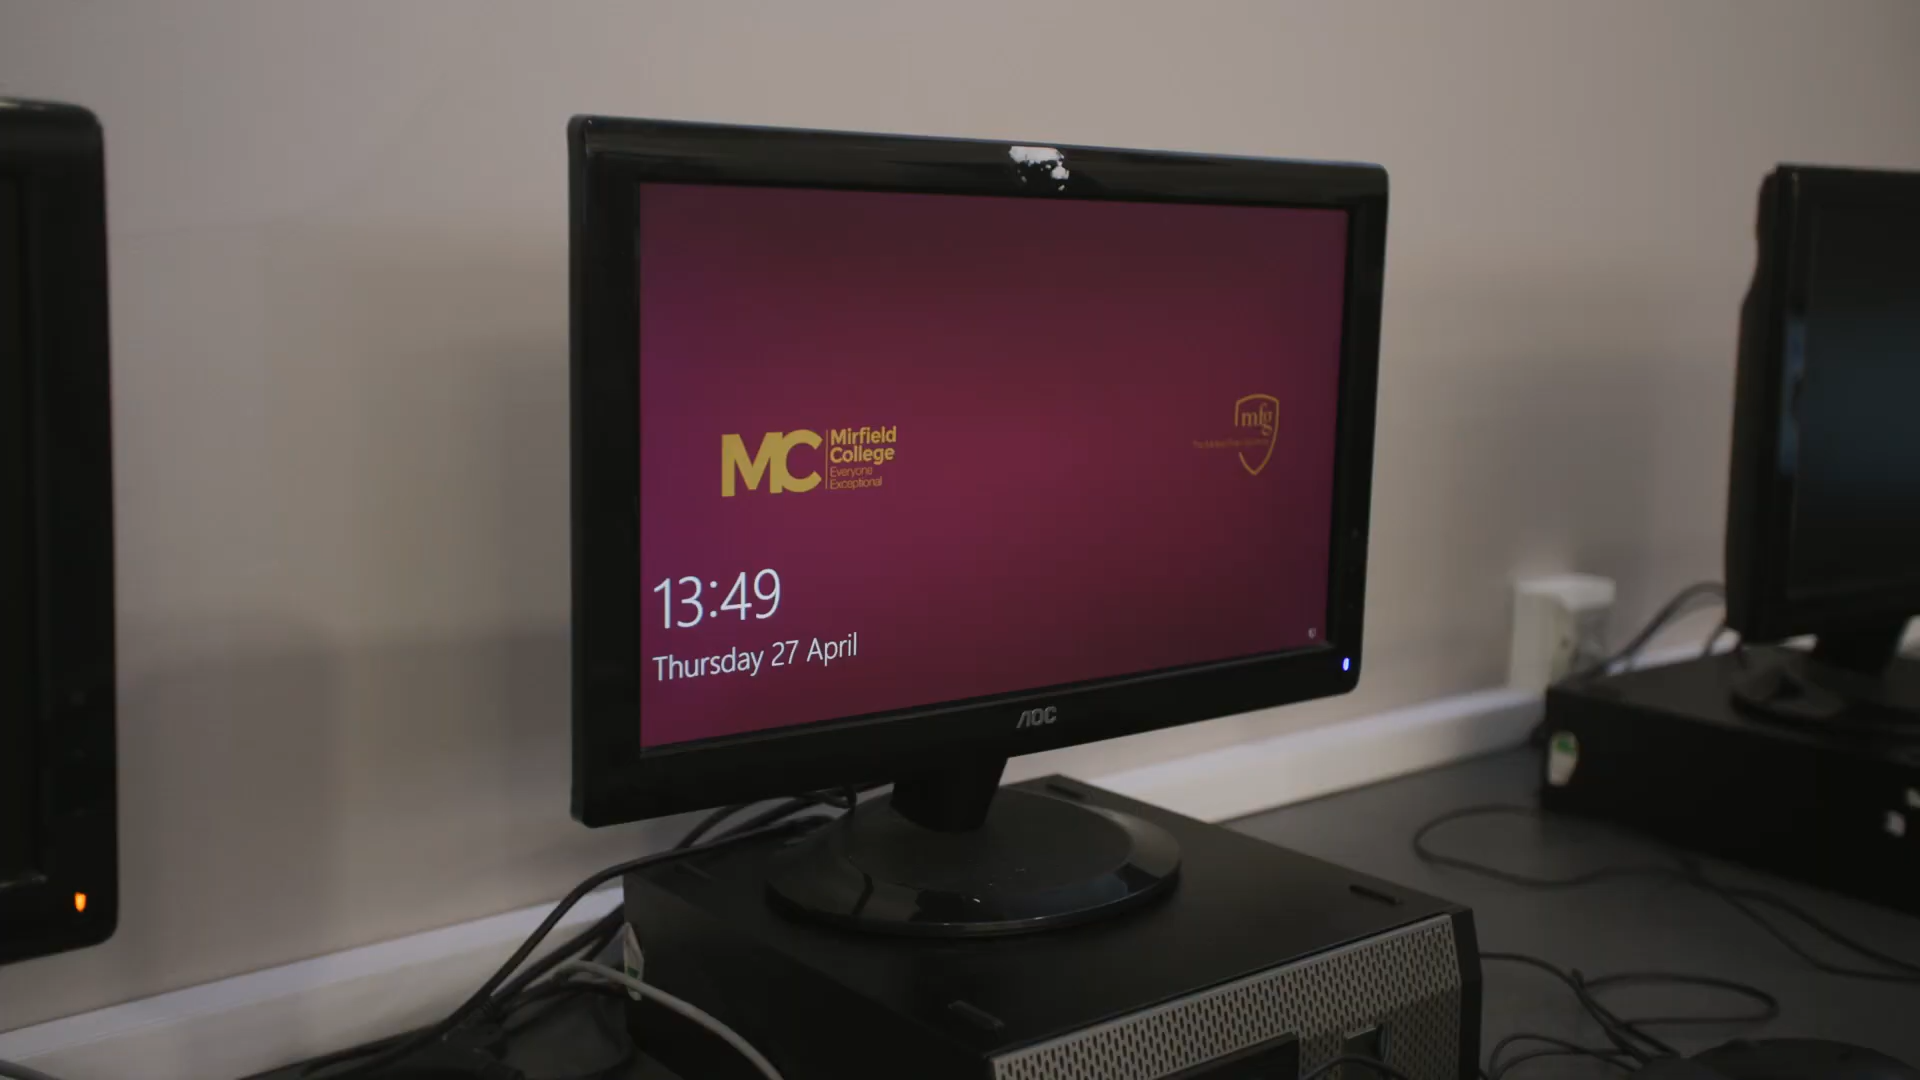 MC
Mirfield
College
Everyone
Exceptional
mfg
13:49
Thursday 27 April
AOC